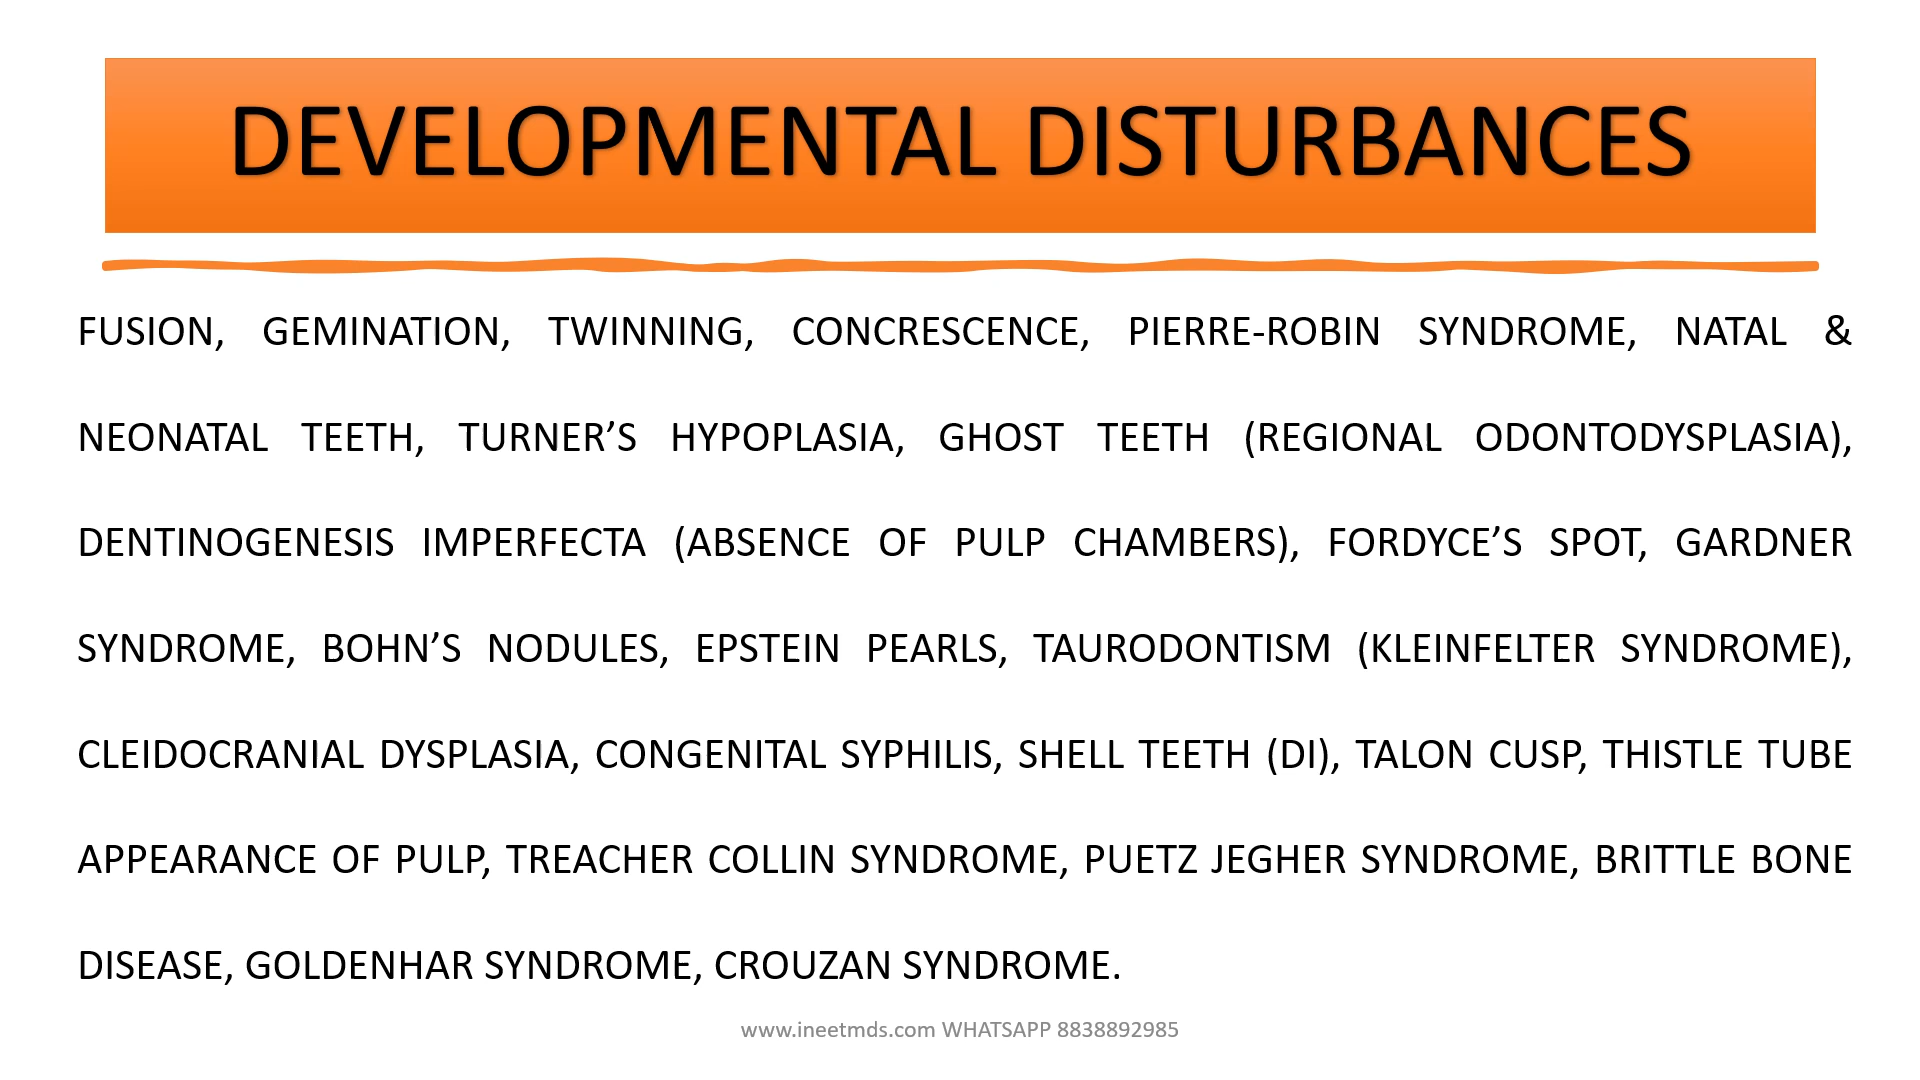 DEVELOPMENTAL DISTURBANCES
FUSION, GEMINATION, TWINNING, CONCRESCENCE, PIERRE-ROBIN SYNDROME, NATAL &
NEONATAL TEETH, TURNER’S HYPOPLASIA, GHOST TEETH (REGIONAL ODONTODYSPLASIA),
DENTINOGENESIS IMPERFECTA (ABSENCE OF PULP CHAMBERS), FORDYCE’S SPOT, GARDNER
SYNDROME, BOHN’S NODULES, EPSTEIN PEARLS, TAURODONTISM (KLEINFELTER SYNDROME),
CLEIDOCRANIAL DYSPLASIA, CONGENITAL SYPHILIS, SHELL TEETH (DI), TALON CUSP, THISTLE TUBE
APPEARANCE OF PULP, TREACHER COLLIN SYNDROME, PUETZ JEGHER SYNDROME, BRITTLE BONE
DISEASE, GOLDENHAR SYNDROME, CROUZAN SYNDROME.
www.ineetmds.com WHATSAPP 8838892985